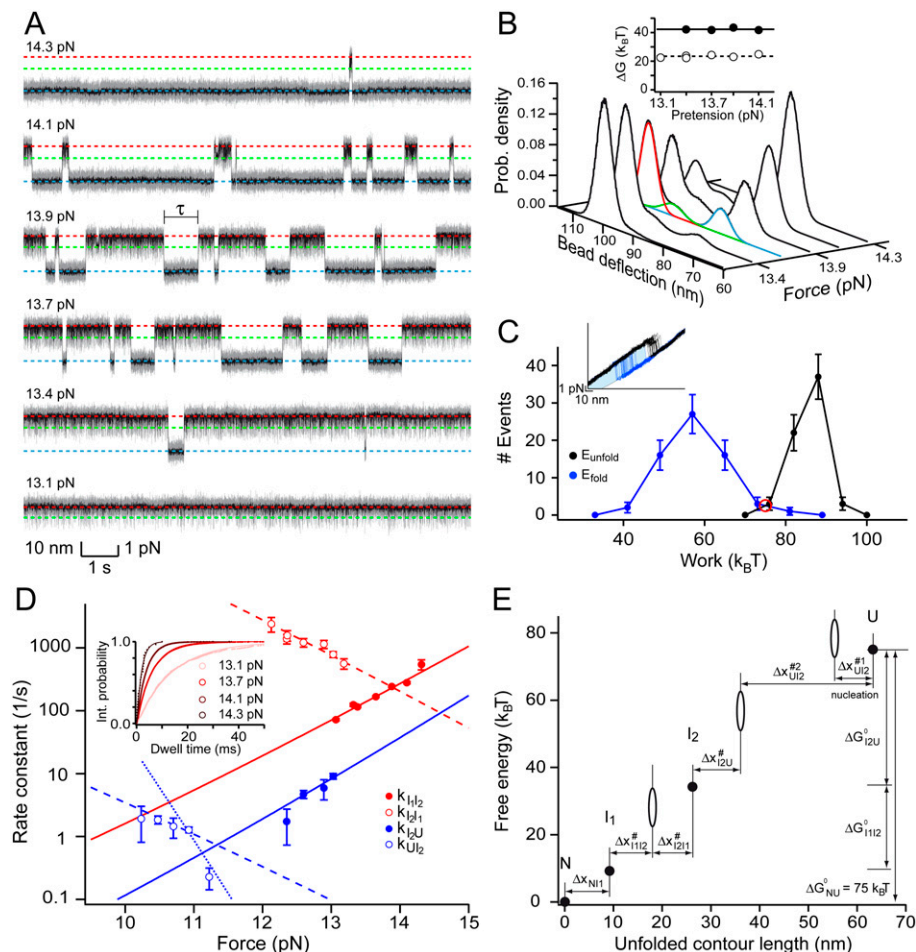 A
14.3 pN
14.1 pN
13.9 pN
τ
13.7 pN
13.4 pN
13.1 pN
10 nm
1 pN
1 s
B
ΔG (kBT)
40
20
0
13.1 13.7 14.1
Pretension (pN)
Prob. density
0.16
0.12
0.08
0.04
0.00
110
100
90
80
70
60
Bead deflection (nm)
13.4
13.9
14.3
Force (pN)
C
# Events
40
30
20
10
0
1 pN
10 nm
Eunfold
Efold
40 60 80 100
Work (kBT)
D
Rate constant (1/s)
1000
100
10
1
0.1
Int. probability
1.0
0.0
0 20 40
Dwell time (ms)
13.1 pN
13.7 pN
14.1 pN
14.3 pN
kI1I2
kI2I1
kI2U
kUI2
10 11 12 13 14 15
Force (pN)
E
Free energy (kBT)
80
60
40
20
0
N
I1
I2
U
ΔxNI1
Δx#I1I2
Δx#I2I1
Δx#I2U
Δx#2UI2
Δx#1UI2
nucleation
ΔG0I2U
ΔG0I1I2
ΔG0NU = 75 kBT
0 10 20 30 40 50 60 70
Unfolded contour length (nm)